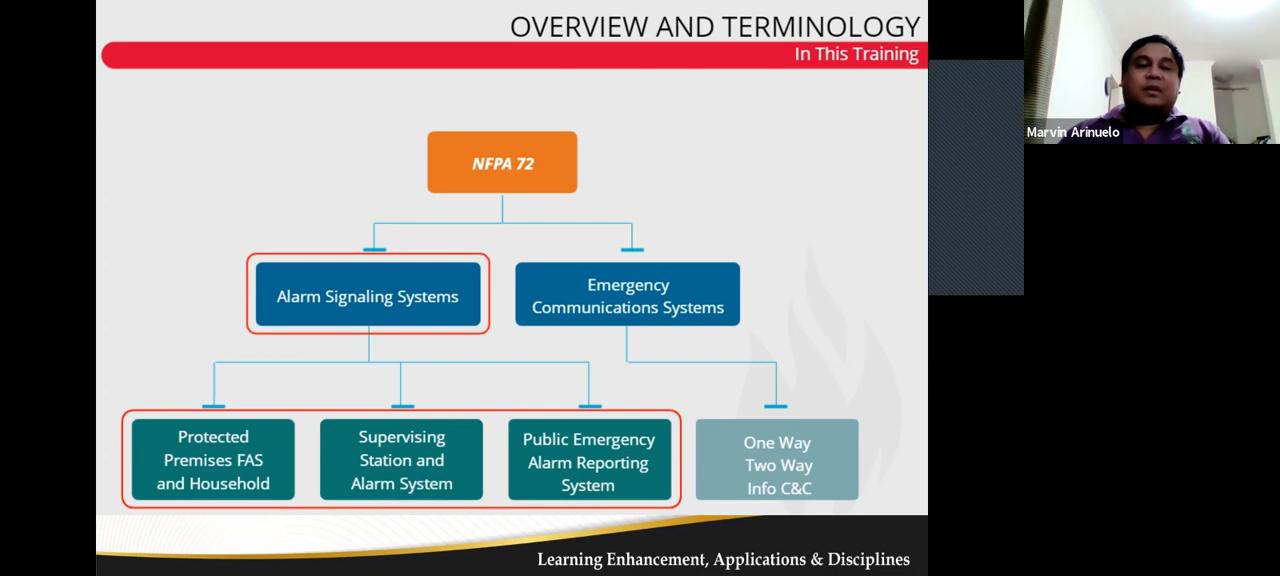 OVERVIEW AND TERMINOLOGY
In This Training
Marvin Arinuelo
NFPA 72
Alarm Signaling Systems
Emergency
Communications Systems
Protected
Premises FAS
and Household
Supervising
Station and
Alarm System
Public Emergency
Alarm Reporting
System
One Way
Two Way
Info C&C
Learning Enhancement, Applications & Disciplines